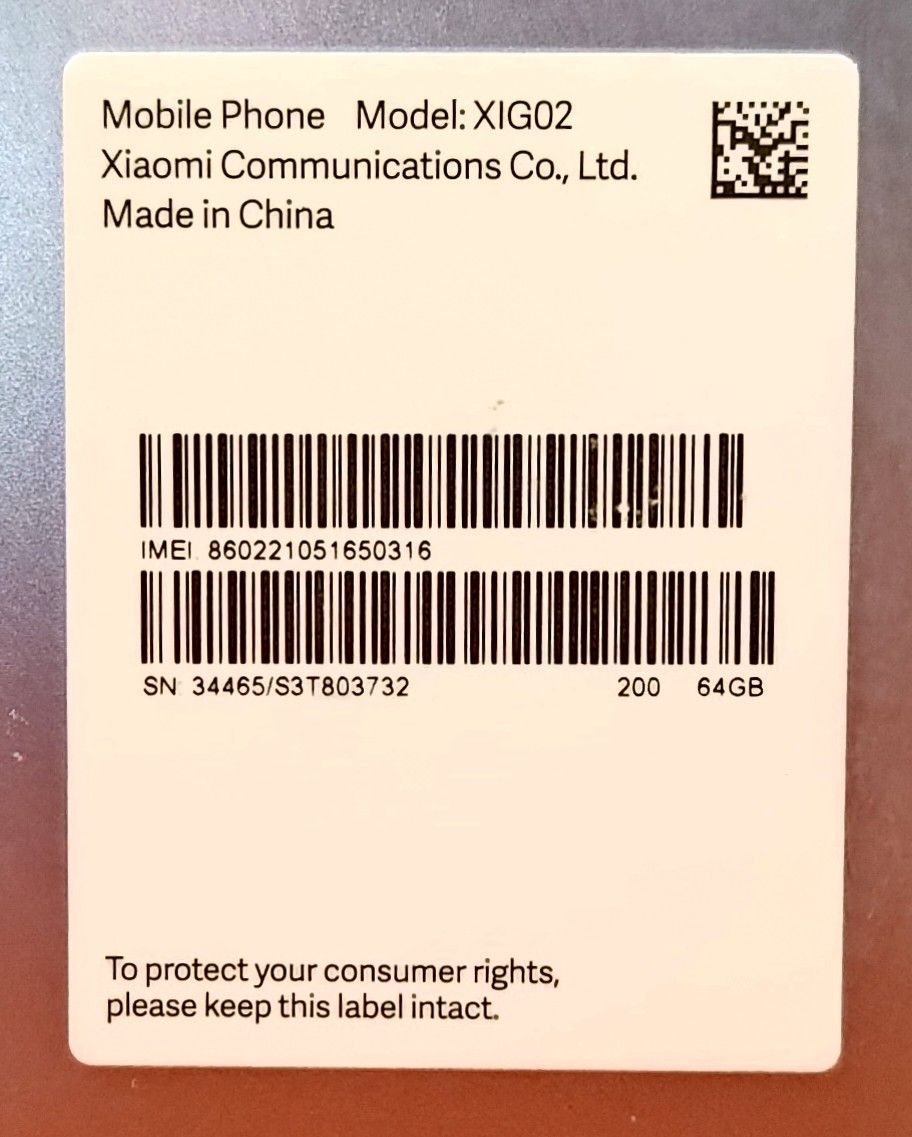 Mobile Phone Model: XIG02
Xiaomi Communications Co., Ltd.
Made in China
IMEI 860221051650316
SN: 34465/S3T803732 200 64GB
To protect your consumer rights,
please keep this label intact.